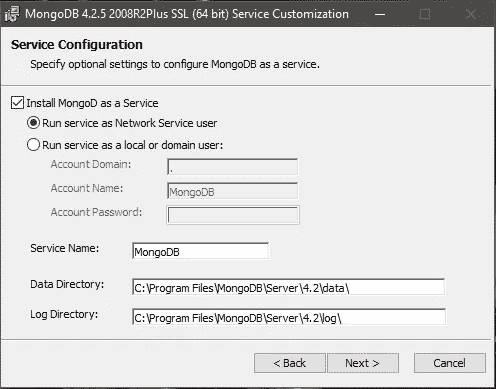 MongoDB 4.2.5 2008R2Plus SSL (64 bit) Service Customization
Service Configuration
Specify optional settings to configure MongoDB as a service.
Install MongoD as a Service
Run service as Network Service user
Run service as a local or domain user:
Account Domain: .
Account Name: MongoDB
Account Password:
Service Name: MongoDB
Data Directory: C:\Program Files\MongoDB\Server\4.2\data\
Log Directory: C:\Program Files\MongoDB\Server\4.2\log\
< Back Next > Cancel